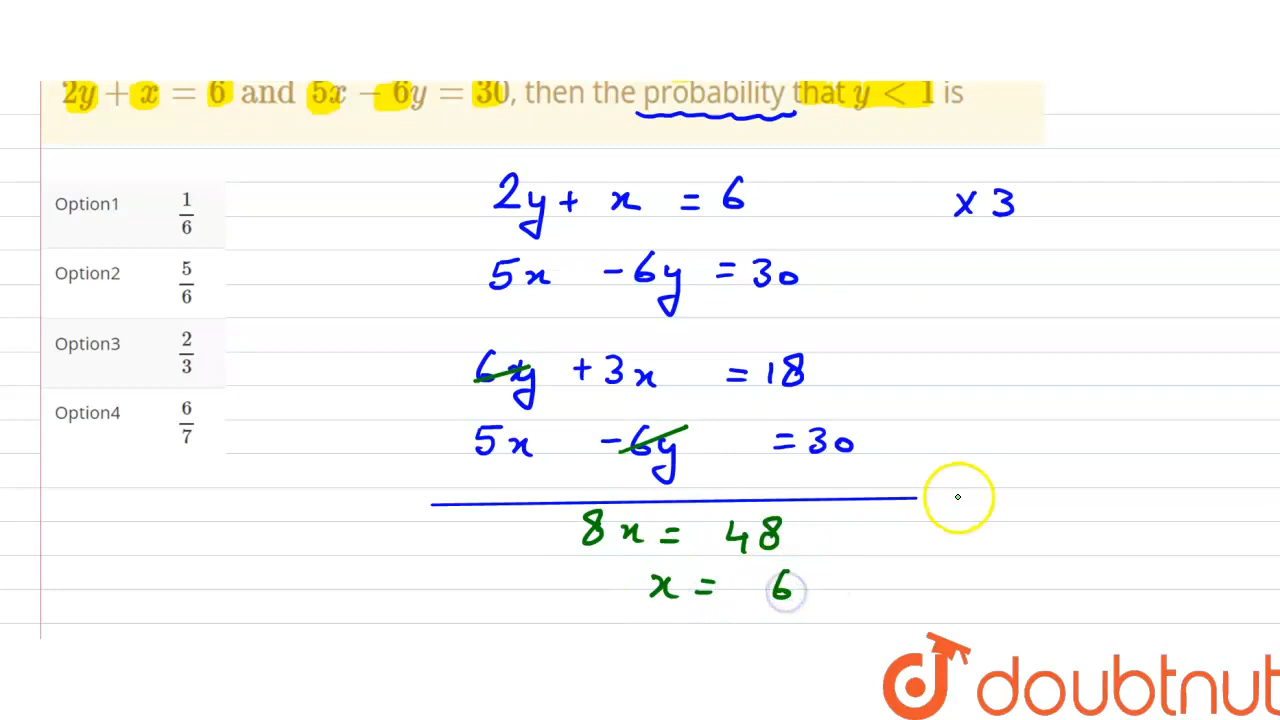 2y + x = 6 and 5x − 6y = 30, then the probability that y < 1 is
Option1 1/6
Option2 5/6
Option3 2/3
Option4 6/7
2y + x = 6 × 3
5x - 6y = 30
6xy + 3x = 18
5x - 6y = 30
8x = 48
x = 6
doubtnut